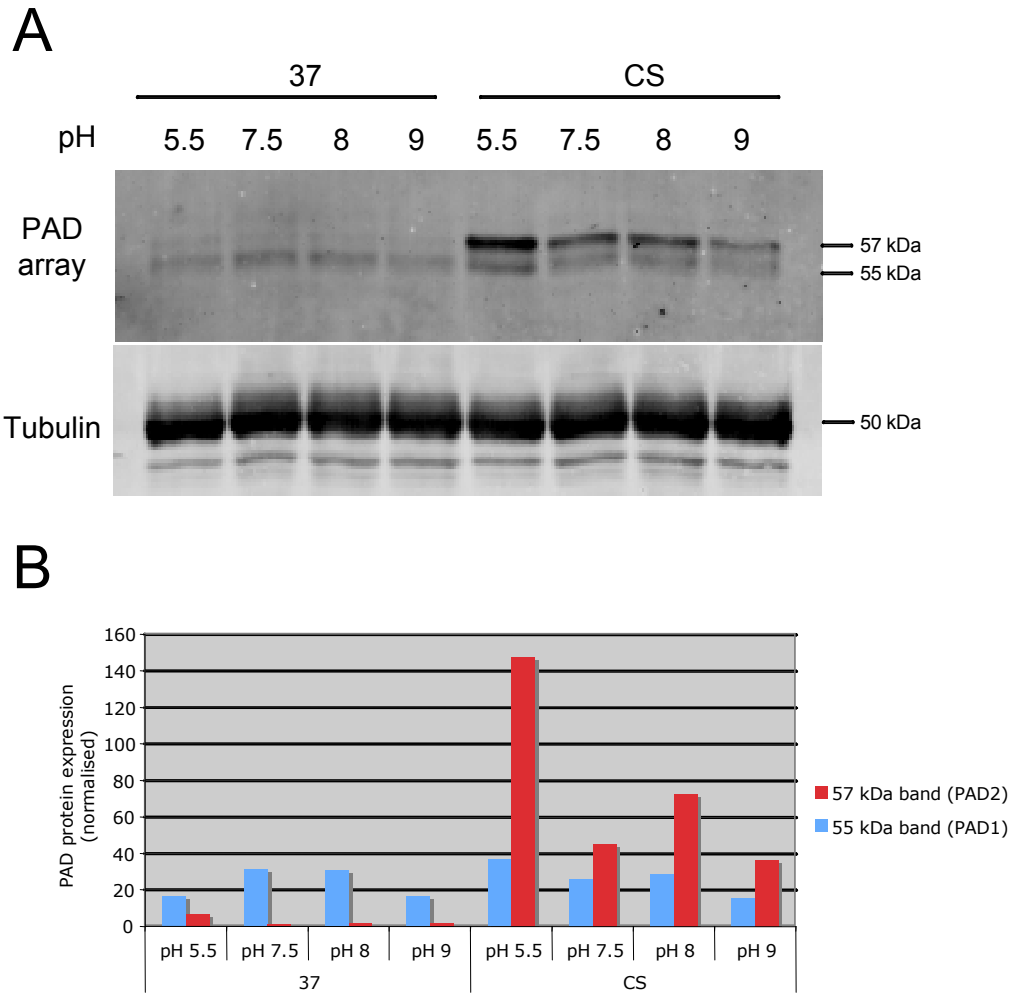 A
37 CS
pH 5.5 7.5 8 9 5.5 7.5 8 9
PAD
array
57 kDa
55 kDa
Tubulin
50 kDa
B
PAD protein expression
(normalised)
160
140
120
100
80
60
40
20
0
57 kDa band (PAD2)
55 kDa band (PAD1)
pH 5.5 pH 7.5 pH 8 pH 9 pH 5.5 pH 7.5 pH 8 pH 9
37 CS